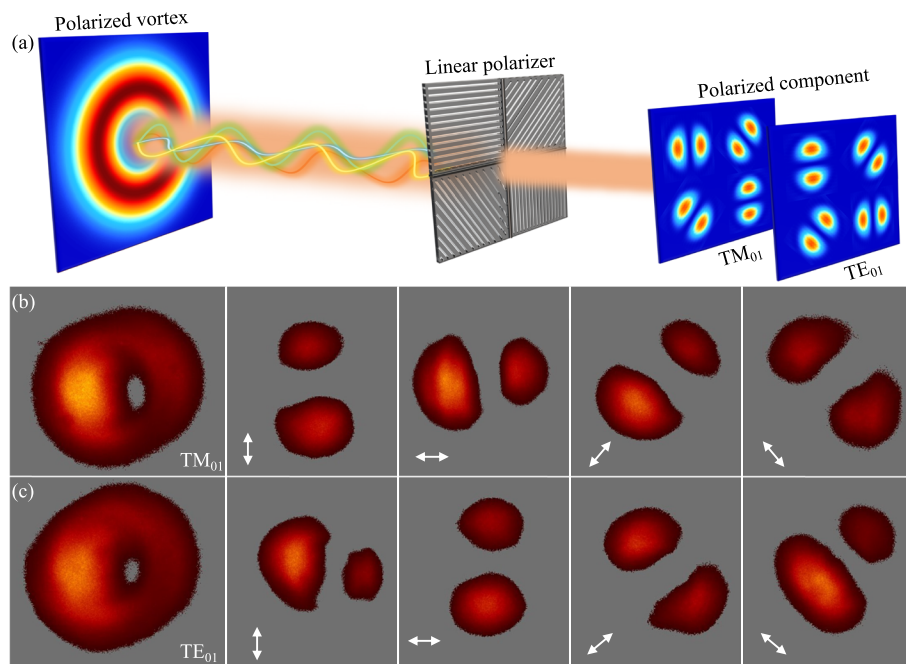 Polarized vortex
(a)
Linear polarizer
Polarized component
TM₀₁
TE₀₁
(b)
TM₀₁
(c)
TE₀₁